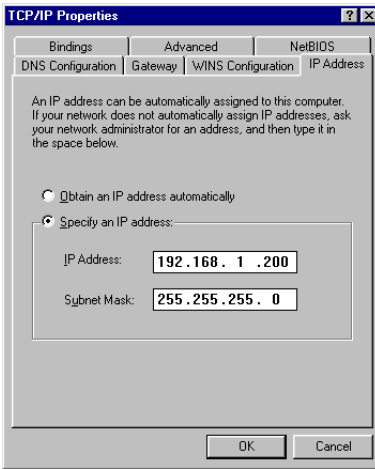 TCP/IP Properties
Bindings Advanced NetBIOS
DNS Configuration Gateway WINS Configuration IP Address
An IP address can be automatically assigned to this computer.
If your network does not automatically assign IP addresses, ask
your network administrator for an address, and then type it in
the space below.
Obtain an IP address automatically
Specify an IP address:
IP Address: 192.168. 1 .200
Subnet Mask: 255.255.255. 0
OK Cancel